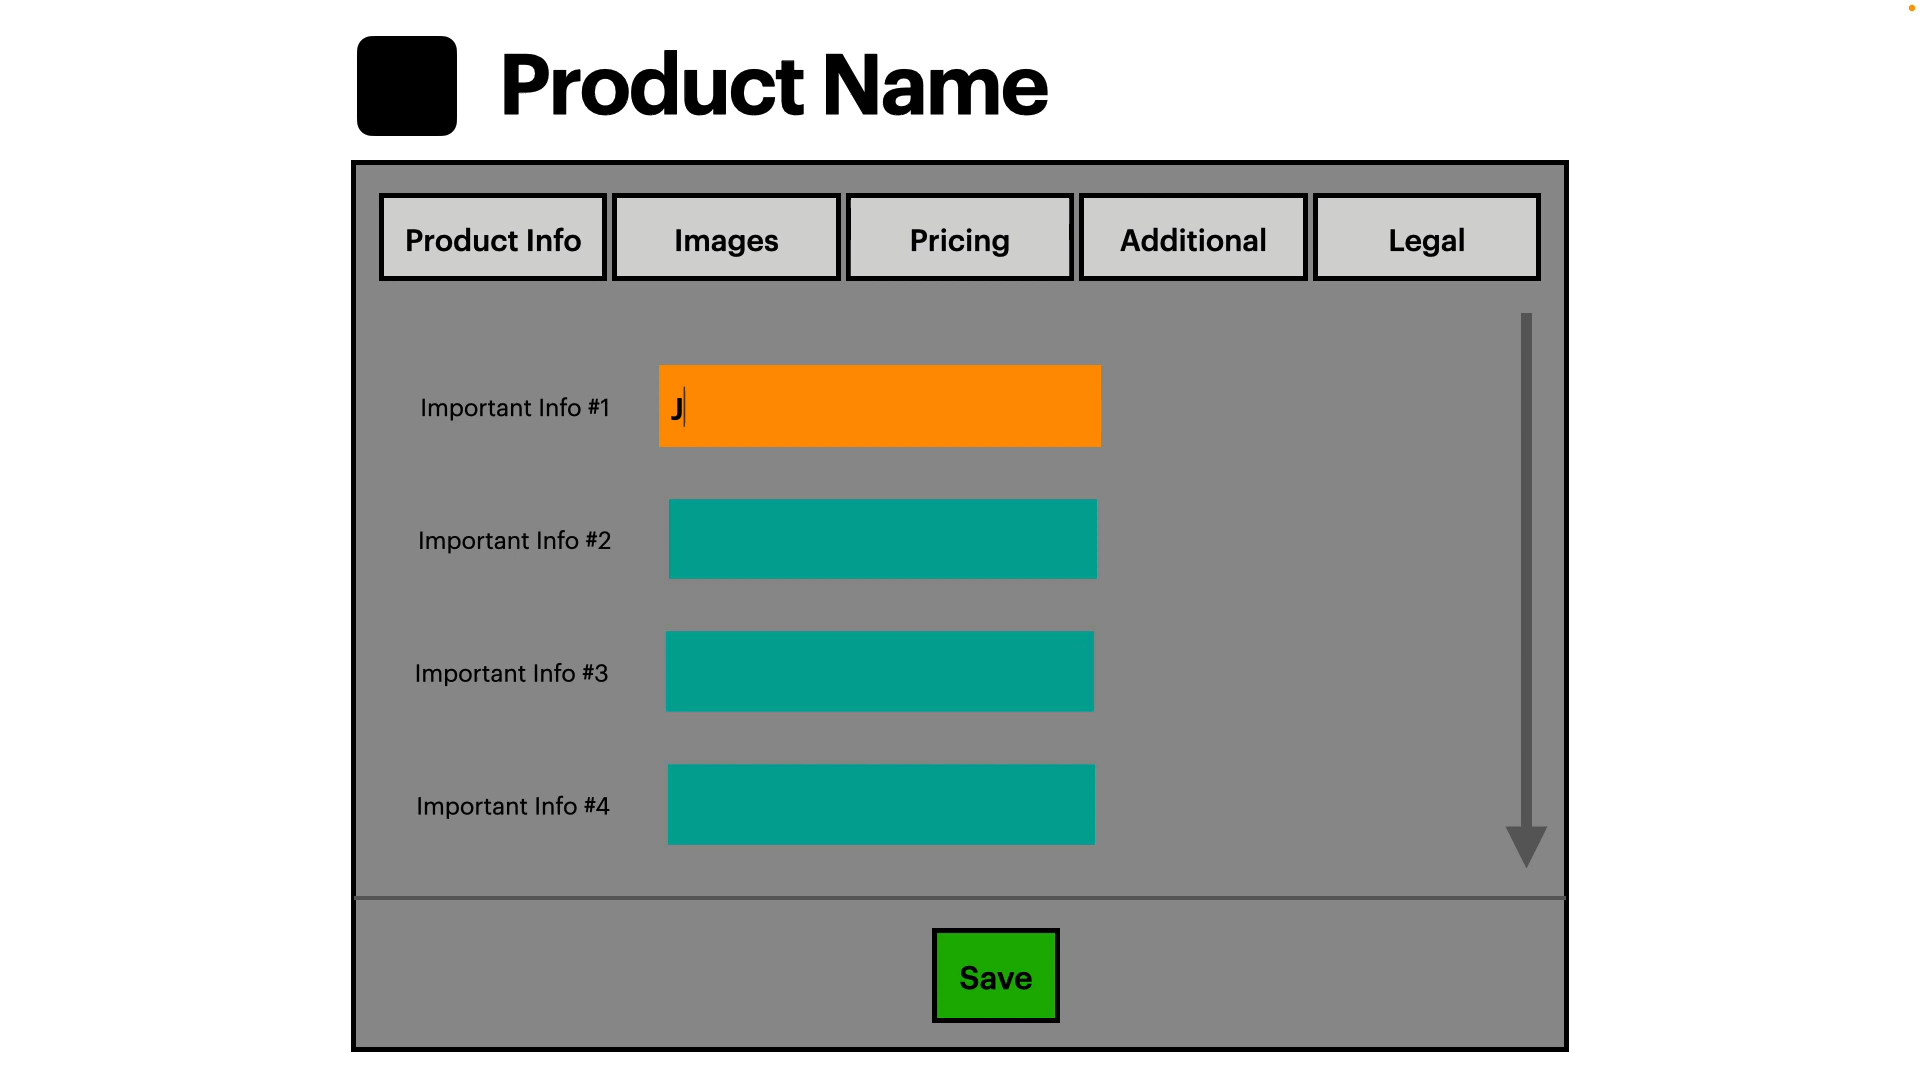 Product Name
Product Info Images Pricing Additional Legal
Important Info #1 J
Important Info #2
Important Info #3
Important Info #4
Save